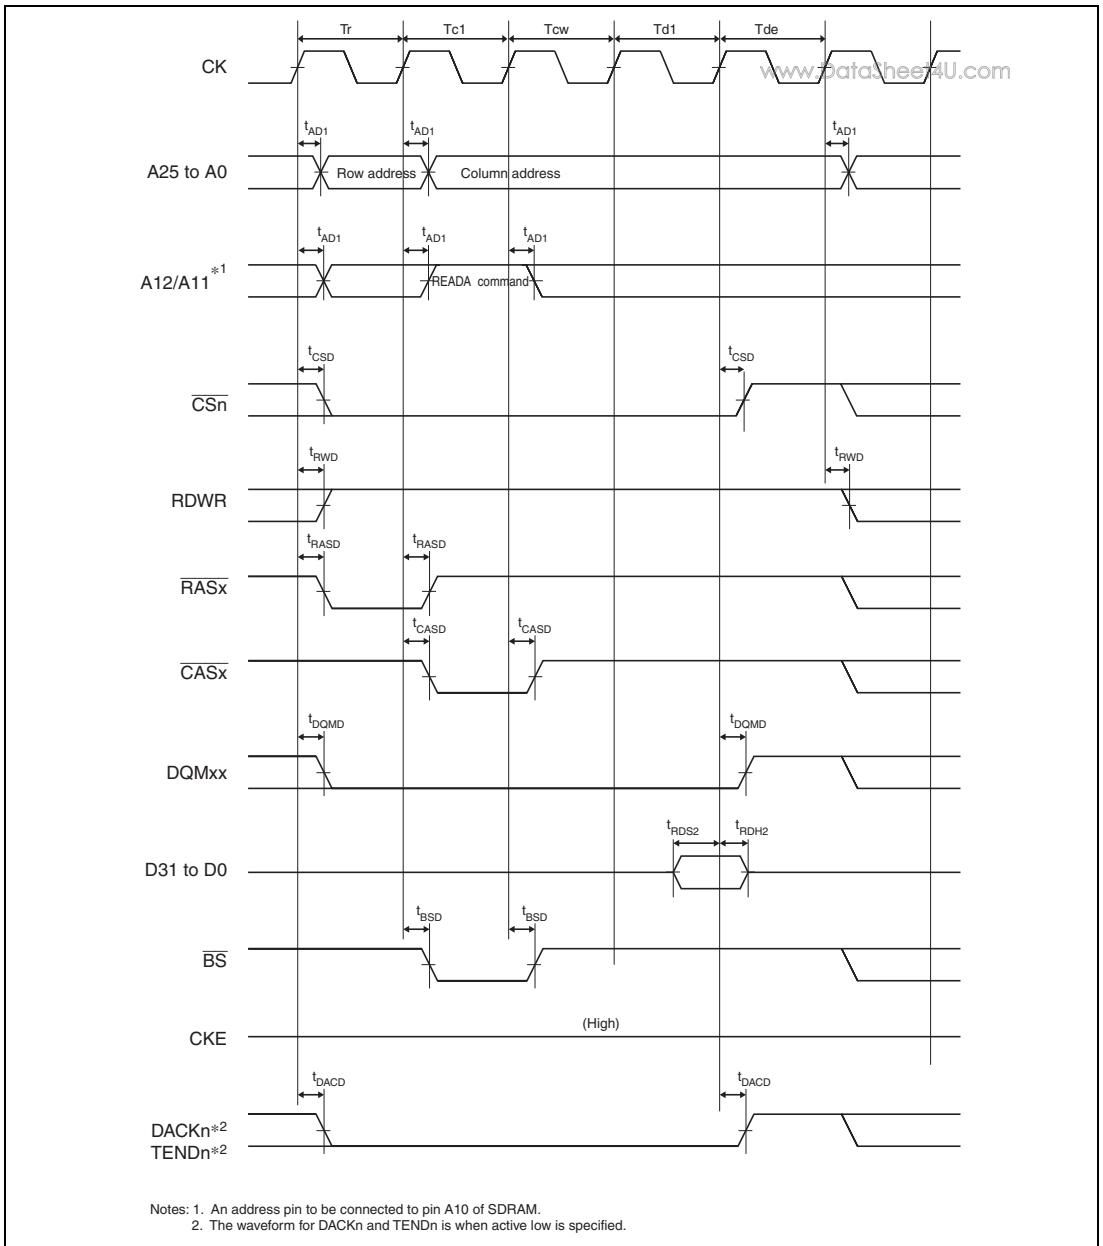 Tr Tc1 Tcw Td1 Tde
CK
www.DataSheet4U.com
tAD1 tAD1 tAD1
A25 to A0 Row address Column address
tAD1 tAD1 tAD1
A12/A11*1 READA command
tCSD tCSD
CSn
tRWD tRWD
RDWR
tRASD tRASD
RASx
tCASD tCASD
CASx
tDQMD tDQMD
DQMxx
tRDS2 tRDH2
D31 to D0
tBSD tBSD
BS
(High)
CKE
tDACD tDACD
DACKn*2
TENDn*2
Notes: 1. An address pin to be connected to pin A10 of SDRAM.
2. The waveform for DACKn and TENDn is when active low is specified.